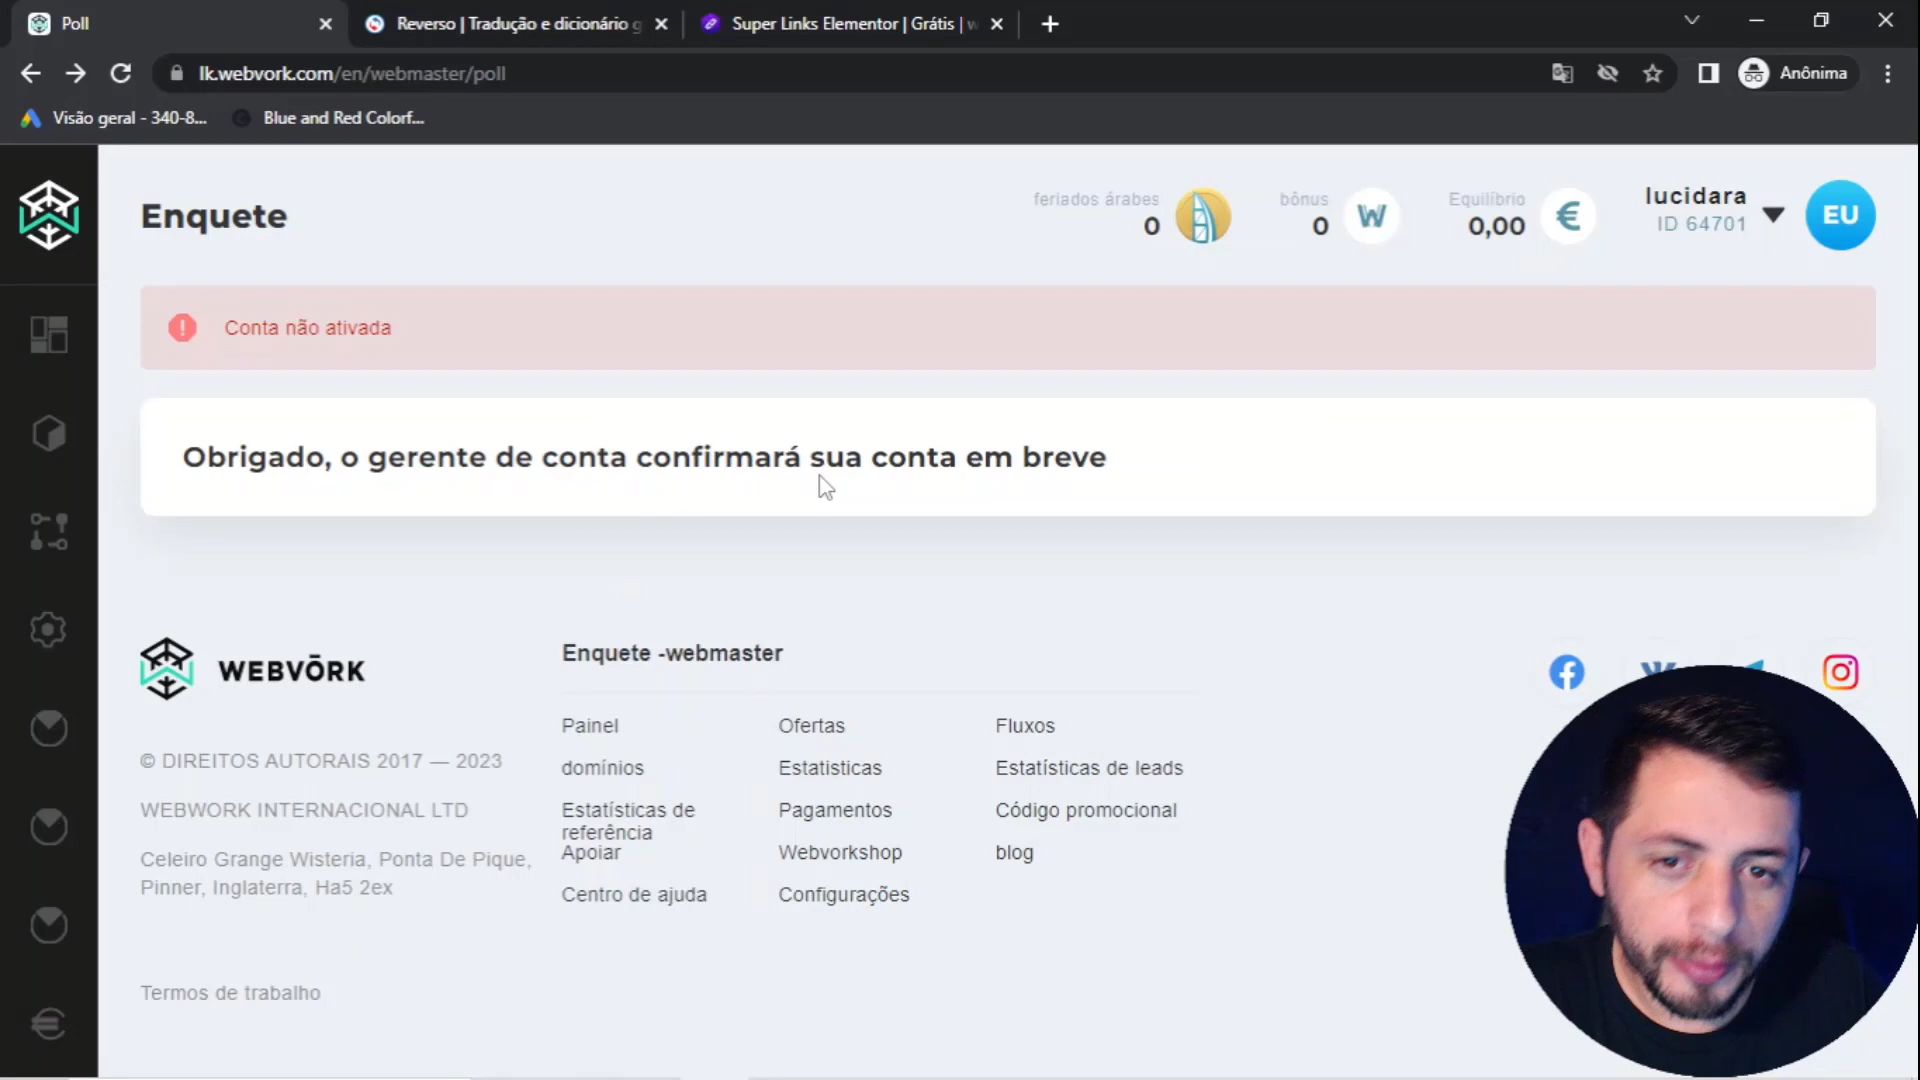 Poll
Reverso | Tradução e dicionário g
Super Links Elementor | Grátis | w
lk.webvork.com/en/webmaster/poll
Anônima
Visão geral - 340-8...
Blue and Red Colorf...
Enquete
feriados árabes
0
bônus
0
W
Equilíbrio
0,00
€
lucidara
ID 64701
EU
Conta não ativada
Obrigado, o gerente de conta confirmará sua conta em breve
WEBVŌRK
Enquete -webmaster
Painel
Ofertas
Fluxos
domínios
Estatisticas
Estatísticas de leads
Estatísticas de
referência
Pagamentos
Código promocional
Apoiar
Webvorkshop
blog
Centro de ajuda
Configurações
© DIREITOS AUTORAIS 2017 — 2023
WEBWORK INTERNACIONAL LTD
Celeiro Grange Wisteria, Ponta De Pique,
Pinner, Inglaterra, Ha5 2ex
Termos de trabalho